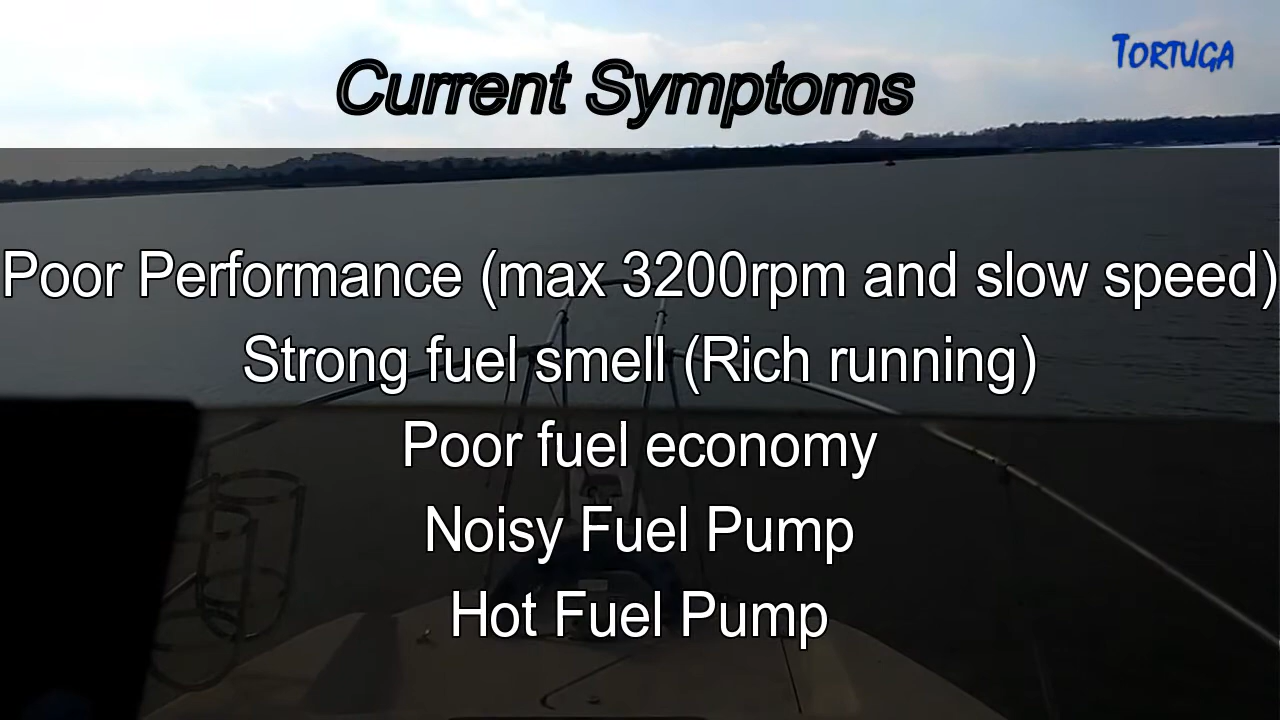 Current Symptoms
TORTUGA
Poor Performance (max 3200rpm and slow speed)
Strong fuel smell (Rich running)
Poor fuel economy
Noisy Fuel Pump
Hot Fuel Pump